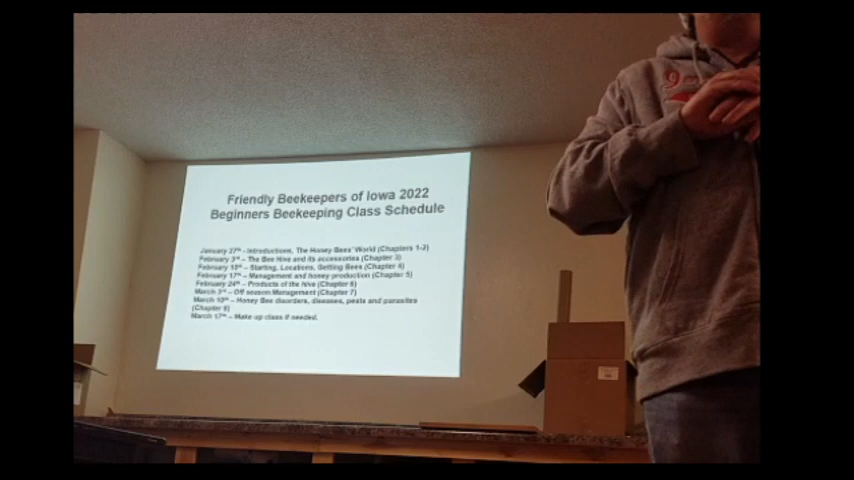 Friendly Beekeepers of Iowa 2022
Beginners Beekeeping Class Schedule
January 27th - Introductions, The Honey Bees' World (Chapters 1-2)
February 3rd – The Bee Hive and its accessories (Chapter 3)
February 10th – Starting, Locations, Getting Bees (Chapter 4)
February 17th – Management and honey production (Chapter 5)
February 24th – Products of the hive (Chapter 6)
March 3rd – Off season Management (Chapter 7)
March 10th – Honey Bee disorders, diseases, pests and parasites
(Chapter 8)
March 17th – Make up class if needed.